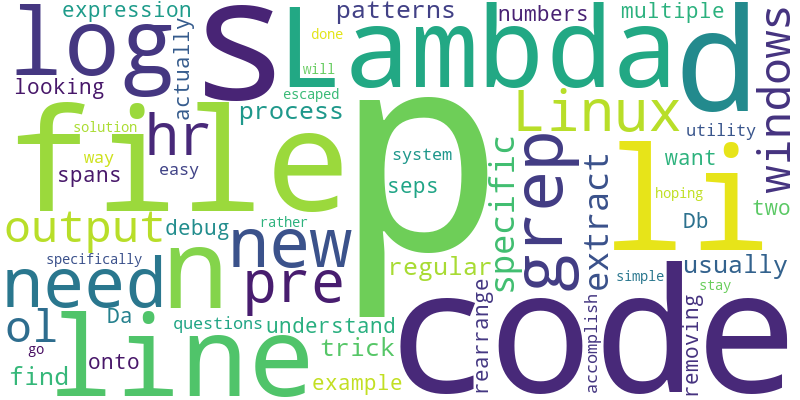 expression
log
looking
actually
s
Lambdad
done
will
escaped
patterns
numbers
multiple
d
windows
file
solution
way
spans
hr
easy
process
p
system
seps
Linux
utility
grep
specific
extract
want
li
hoping
Db
two
output
debug
rather
new
regular
specifically
need
n
pre
usually
simple
stay
ol
Da
go
onto
find
line
questions
understand
trick
example
rearrange
code
accomplish
removing